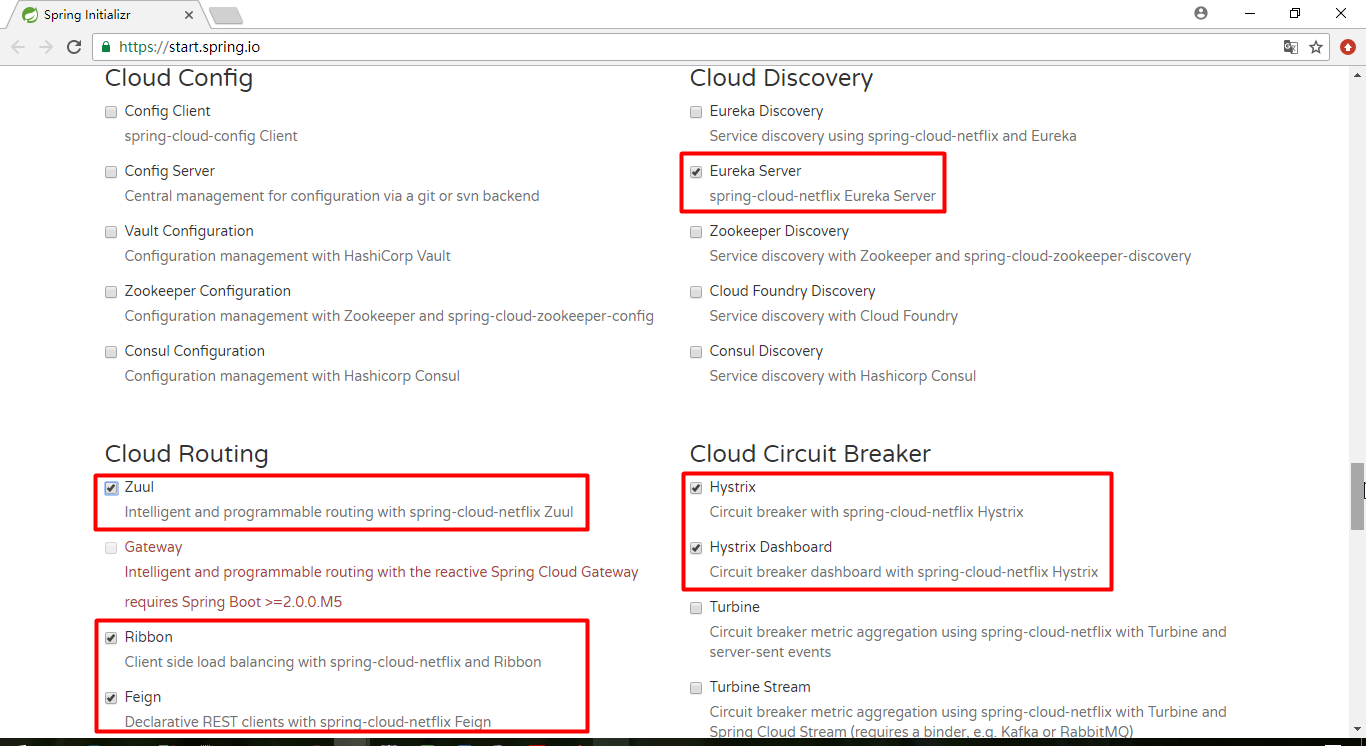 Spring Initializr
https://start.spring.io
Cloud Config
Config Client
spring-cloud-config Client
Config Server
Central management for configuration via a git or svn backend
Vault Configuration
Configuration management with HashiCorp Vault
Zookeeper Configuration
Configuration management with Zookeeper and spring-cloud-zookeeper-config
Consul Configuration
Configuration management with Hashicorp Consul
Cloud Discovery
Eureka Discovery
Service discovery using spring-cloud-netflix and Eureka
Eureka Server
spring-cloud-netflix Eureka Server
Zookeeper Discovery
Service discovery with Zookeeper and spring-cloud-zookeeper-discovery
Cloud Foundry Discovery
Service discovery with Cloud Foundry
Consul Discovery
Service discovery with Hashicorp Consul
Cloud Routing
Zuul
Intelligent and programmable routing with spring-cloud-netflix Zuul
Gateway
Intelligent and programmable routing with the reactive Spring Cloud Gateway
requires Spring Boot >=2.0.0.M5
Ribbon
Client side load balancing with spring-cloud-netflix and Ribbon
Feign
Declarative REST clients with spring-cloud-netflix Feign
Cloud Circuit Breaker
Hystrix
Circuit breaker with spring-cloud-netflix Hystrix
Hystrix Dashboard
Circuit breaker dashboard with spring-cloud-netflix Hystrix
Turbine
Circuit breaker metric aggregation using spring-cloud-netflix with Turbine and
server-sent events
Turbine Stream
Circuit breaker metric aggregation using spring-cloud-netflix with Turbine and
Spring Cloud Stream (requires a binder, e.g. Kafka or RabbitMQ)